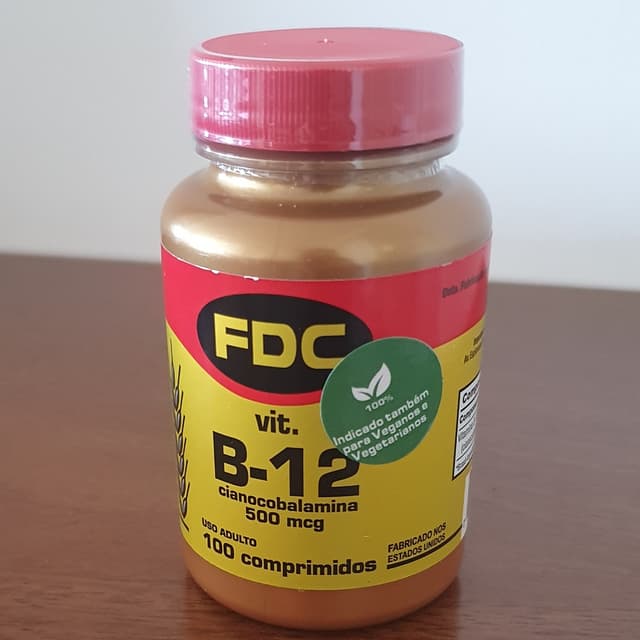 FDC
vit.
B-12
cianocobalamina
500 mcg
USO ADULTO
100 comprimidos
100%
Indicado também
para Veganos e
Vegetarianos
FABRICADO NOS
ESTADOS UNIDOS